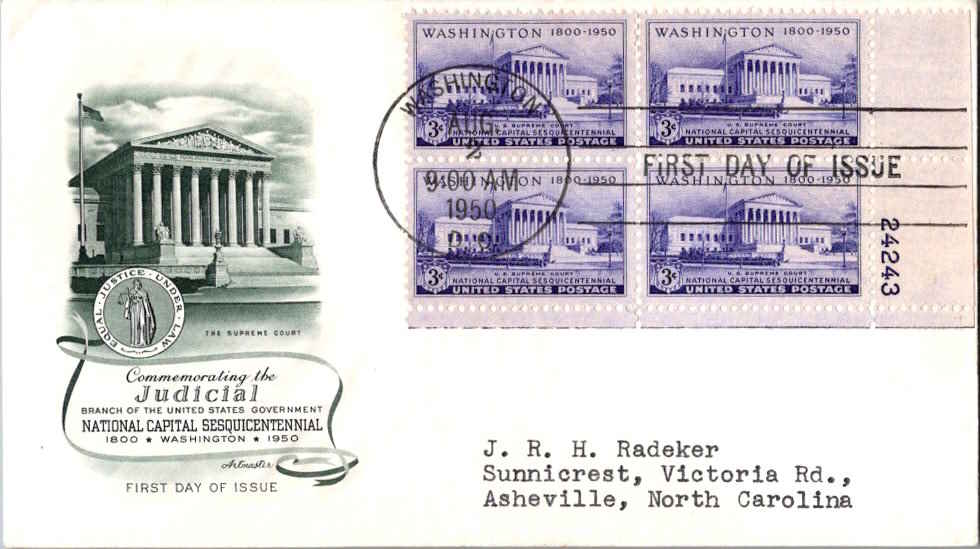 WASHINGTON 1800-1950
U. S. SUPREME COURT
3¢ NATIONAL CAPITAL SESQUICENTENNIAL
UNITED STATES POSTAGE
WASHINGTON 1800-1950
U. S. SUPREME COURT
3¢ NATIONAL CAPITAL SESQUICENTENNIAL
UNITED STATES POSTAGE
WASHINGTON 1800-1950
U. S. SUPREME COURT
3¢ NATIONAL CAPITAL SESQUICENTENNIAL
UNITED STATES POSTAGE
WASHINGTON 1800-1950
U. S. SUPREME COURT
3¢ NATIONAL CAPITAL SESQUICENTENNIAL
UNITED STATES POSTAGE
24243
WASHINGTON
AUG
9:00 AM
1950
D.C.
FIRST DAY OF ISSUE
EQUAL · JUSTICE · UNDER · LAW
THE SUPREME COURT
Commemorating the
Judicial
BRANCH OF THE UNITED STATES GOVERNMENT
NATIONAL CAPITAL SESQUICENTENNIAL
1800 ★ WASHINGTON ★ 1950
Artmaster
FIRST DAY OF ISSUE
J. R. H. Radeker
Sunnicrest, Victoria Rd.,
Asheville, North Carolina